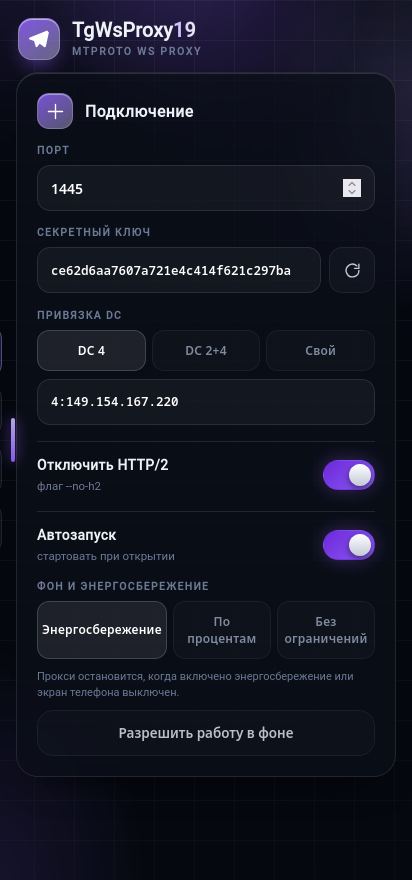 TgWsProxy19
MTPROTO WS PROXY
Подключение
ПОРТ
1445
СЕКРЕТНЫЙ КЛЮЧ
ce62d6aa7607a721e4c414f621c297ba
ПРИВЯЗКА DC
DC 4
DC 2+4
Свой
4:149.154.167.220
Отключить HTTP/2
флаг --no-h2
Автозапуск
стартовать при открытии
ФОН И ЭНЕРГОСБЕРЕЖЕНИЕ
Энергосбережение
По
процентам
Без
ограничений
Прокси остановится, когда включено энергосбережение или
экран телефона выключен.
Разрешить работу в фоне